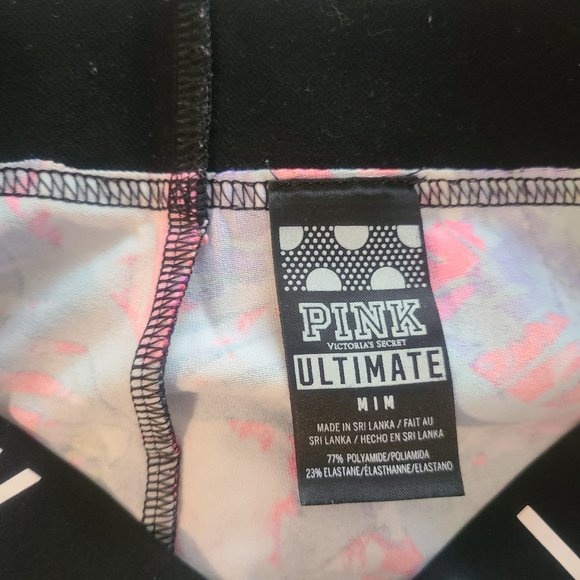 PINK
VICTORIA'S SECRET
ULTIMATE
M|M
MADE IN SRI LANKA / FAIT AU
SRI LANKA / HECHO EN SRI LANKA
77% POLYAMIDE/POLIAMIDA
23% ELASTANE/ÉLASTHANNE/ELASTANO